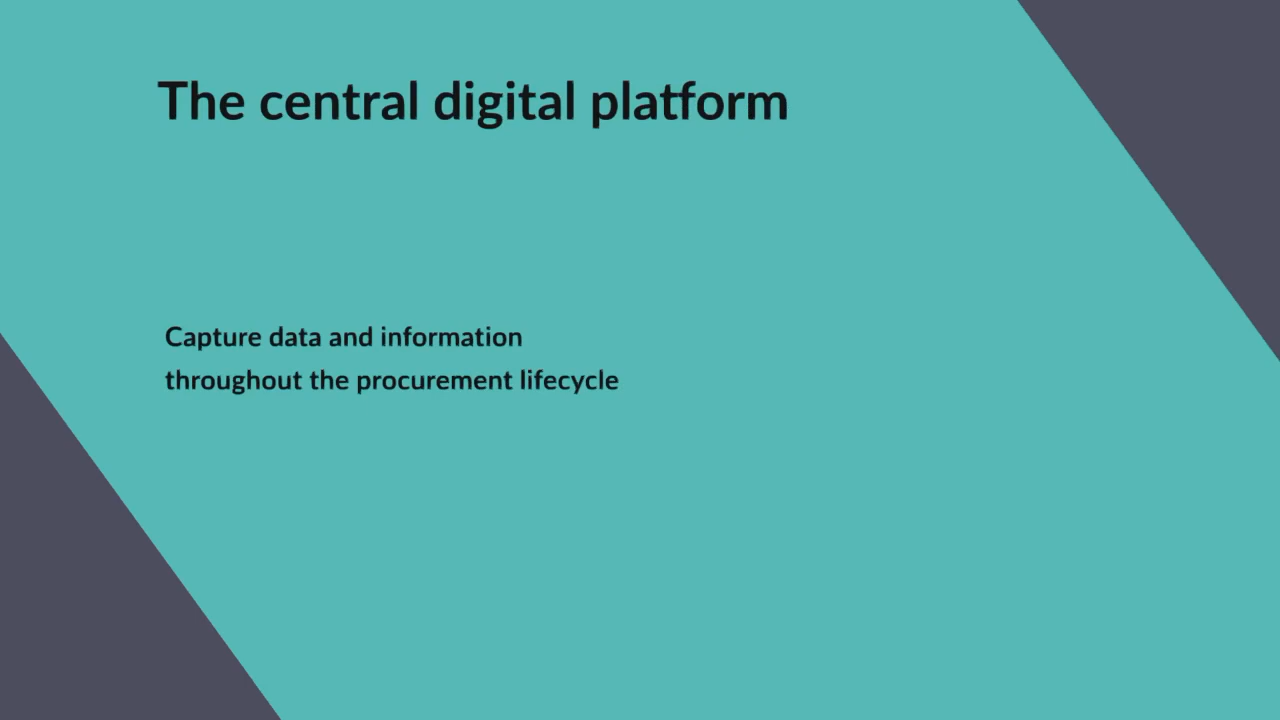 The central digital platform
Capture data and information
throughout the procurement lifecycle